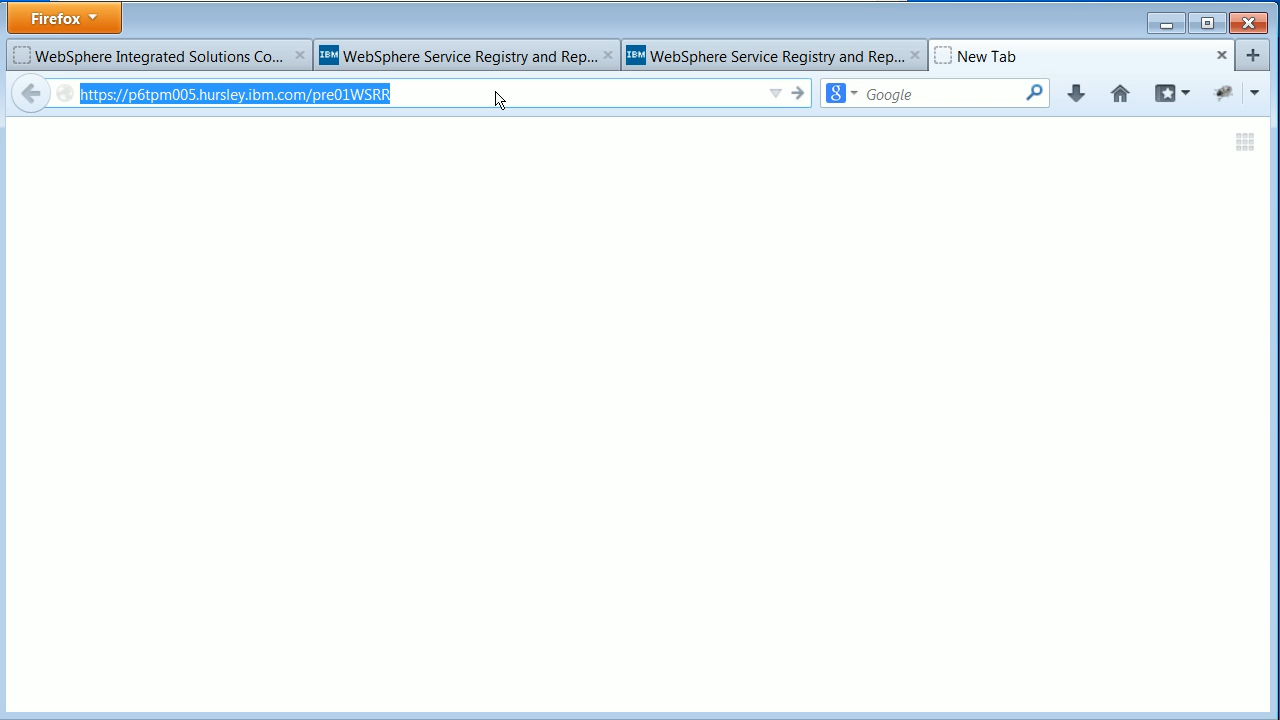 Firefox
WebSphere Integrated Solutions Co...
IBM WebSphere Service Registry and Rep...
IBM WebSphere Service Registry and Rep...
New Tab
https://p6tpm005.hursley.ibm.com/pre01WSRR
g Google